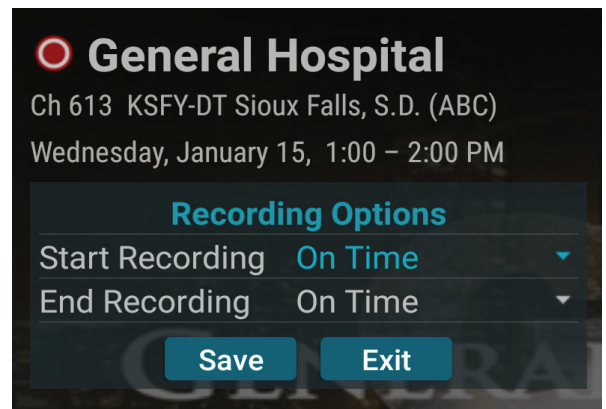 General Hospital
Ch 613 KSFY-DT Sioux Falls, S.D. (ABC)
Wednesday, January 15, 1:00 – 2:00 PM
Recording Options
Start Recording On Time
End Recording On Time
Save Exit
GENERAL